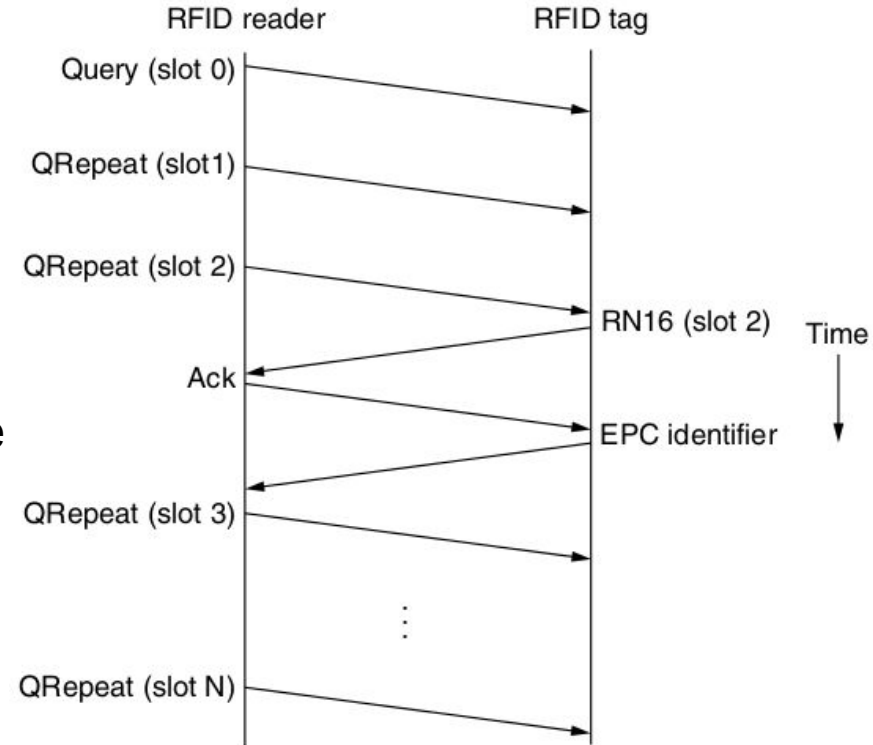 RFID reader
RFID tag
Query (slot 0)
QRepeat (slot1)
QRepeat (slot 2)
RN16 (slot 2)
Time
Ack
e
EPC identifier
QRepeat (slot 3)
QRepeat (slot N)